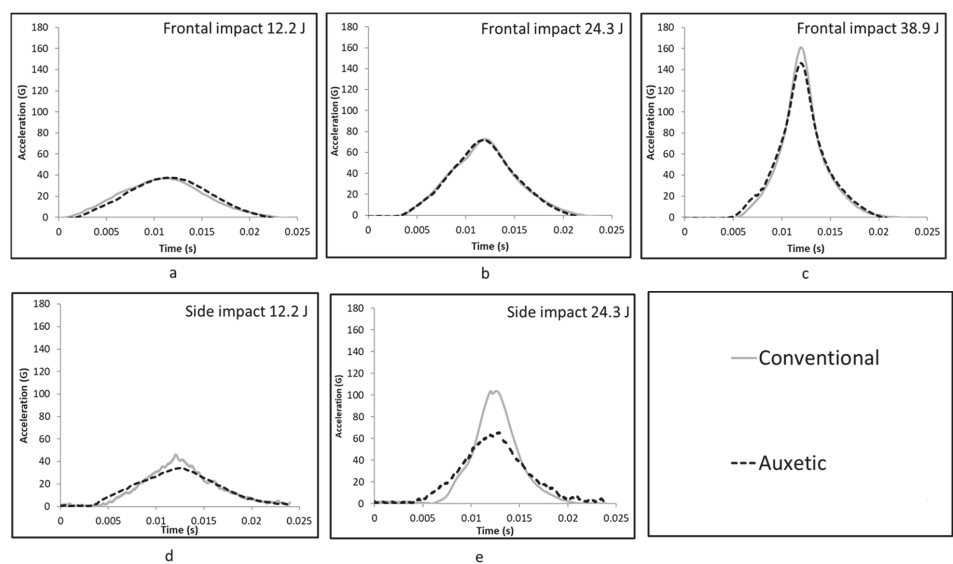 Frontal impact 12.2 J
Acceleration (G)
180
160
140
120
100
80
60
40
20
0
0 0.005 0.01 0.015 0.02 0.025
Time (s)
a
Frontal impact 24.3 J
Acceleration (G)
180
160
140
120
100
80
60
40
20
0
0 0.005 0.01 0.015 0.02 0.025
Time (s)
b
Frontal impact 38.9 J
Acceleration (G)
180
160
140
120
100
80
60
40
20
0
0 0.005 0.01 0.015 0.02 0.025
Time (s)
c
Side impact 12.2 J
Acceleration (G)
180
160
140
120
100
80
60
40
20
0
0 0.005 0.01 0.015 0.02 0.025
Time (s)
d
Side impact 24.3 J
Acceleration (G)
180
160
140
120
100
80
60
40
20
0
0 0.005 0.01 0.015 0.02 0.025
Time (s)
e
Conventional
Auxetic